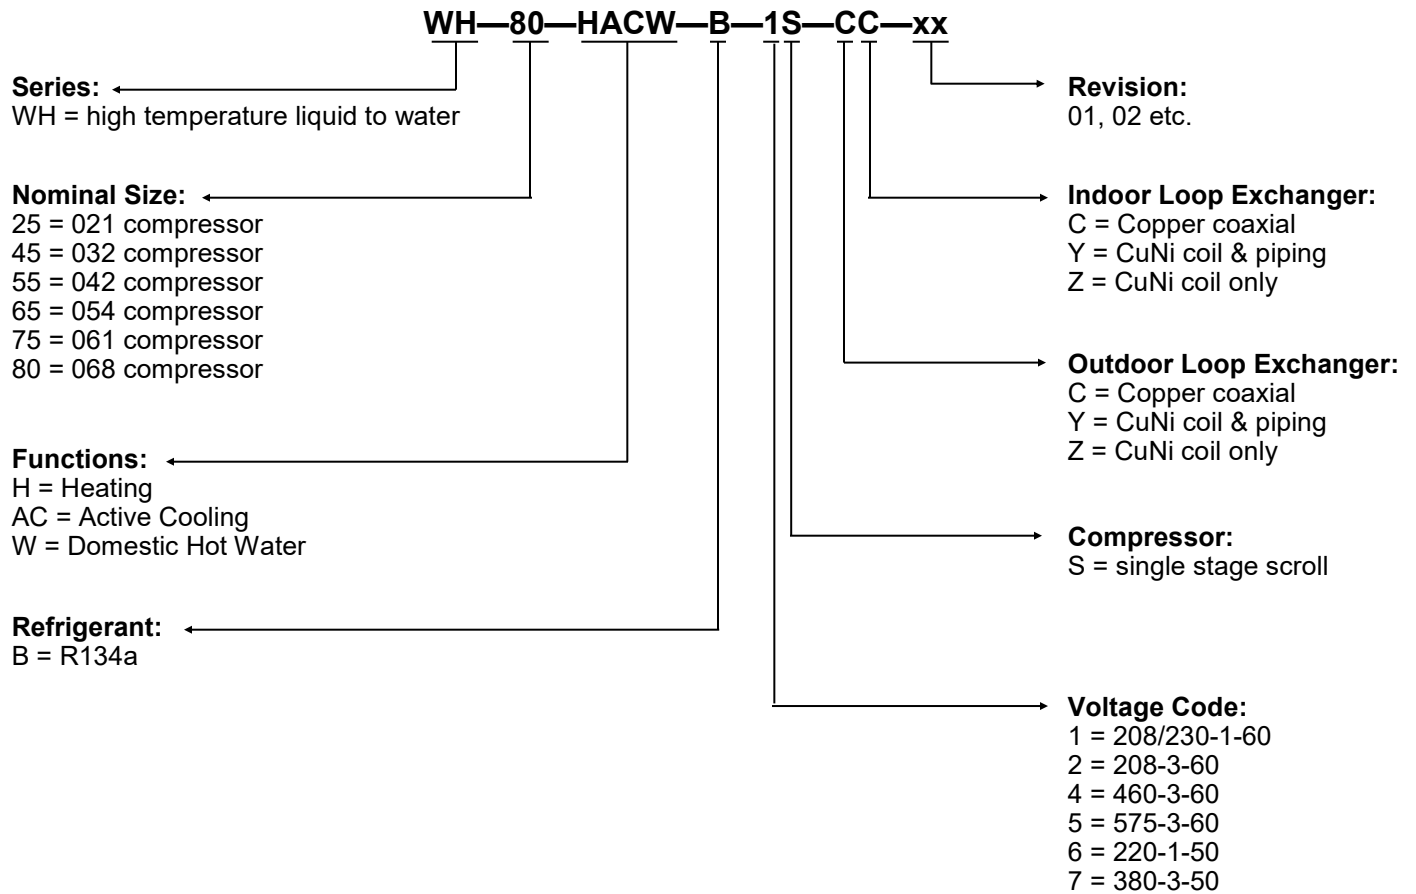 WH—80—HACW—B—1S—CC—xx
Series:
WH = high temperature liquid to water
Nominal Size:
25 = 021 compressor
45 = 032 compressor
55 = 042 compressor
65 = 054 compressor
75 = 061 compressor
80 = 068 compressor
Functions:
H = Heating
AC = Active Cooling
W = Domestic Hot Water
Refrigerant:
B = R134a
Revision:
01, 02 etc.
Indoor Loop Exchanger:
C = Copper coaxial
Y = CuNi coil & piping
Z = CuNi coil only
Outdoor Loop Exchanger:
C = Copper coaxial
Y = CuNi coil & piping
Z = CuNi coil only
Compressor:
S = single stage scroll
Voltage Code:
1 = 208/230-1-60
2 = 208-3-60
4 = 460-3-60
5 = 575-3-60
6 = 220-1-50
7 = 380-3-50